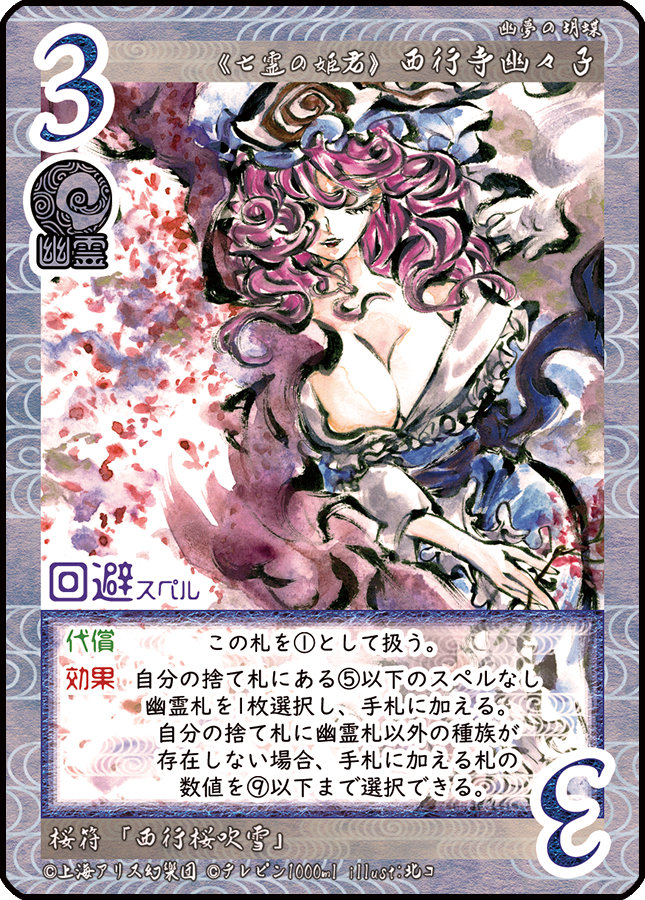 3
幽夢の胡蝶
《亡霊の姫君》 西行寺幽々子
幽霊
回避スペル
代償 この札を①として扱う。
効果 自分の捨て札にある⑤以下のスペルなし
幽霊札を1枚選択し、手札に加える。
自分の捨て札に幽霊札以外の種族が
存在しない場合、手札に加える札の
数値を⑨以下まで選択できる。
3
桜符 「西行桜吹雪」
©上海アリス幻樂団 ©テレピン1000ml illust:北コ